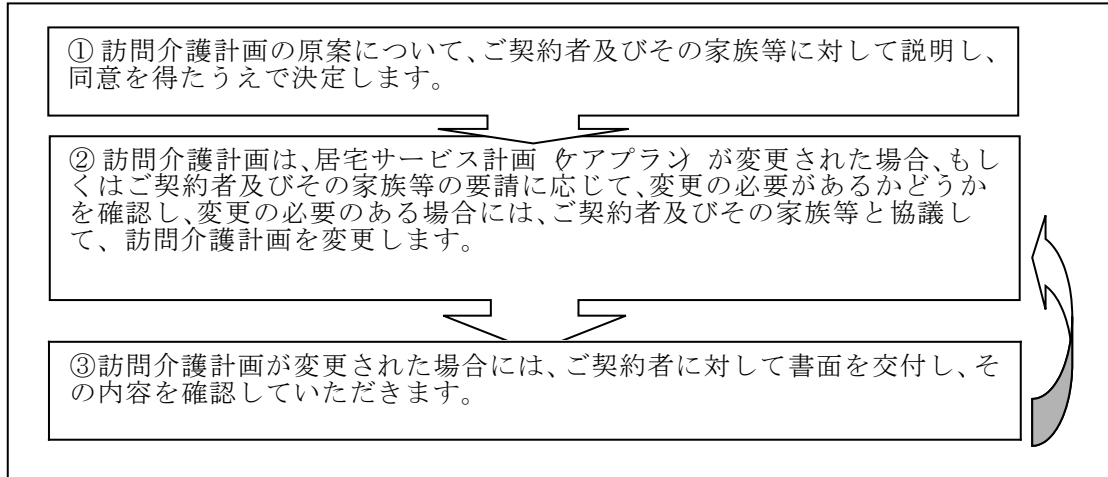 ① 訪問介護計画の原案について、ご契約者及びその家族等に対して説明し、
同意を得たうえで決定します。
② 訪問介護計画は、居宅サービス計画（ケアプラン）が変更された場合、もし
くはご契約者及びその家族等の要請に応じて、変更の必要があるかどうか
を確認し、変更の必要のある場合には、ご契約者及びその家族等と協議し
て、訪問介護計画を変更します。
③訪問介護計画が変更された場合には、ご契約者に対して書面を交付し、そ
の内容を確認していただきます。